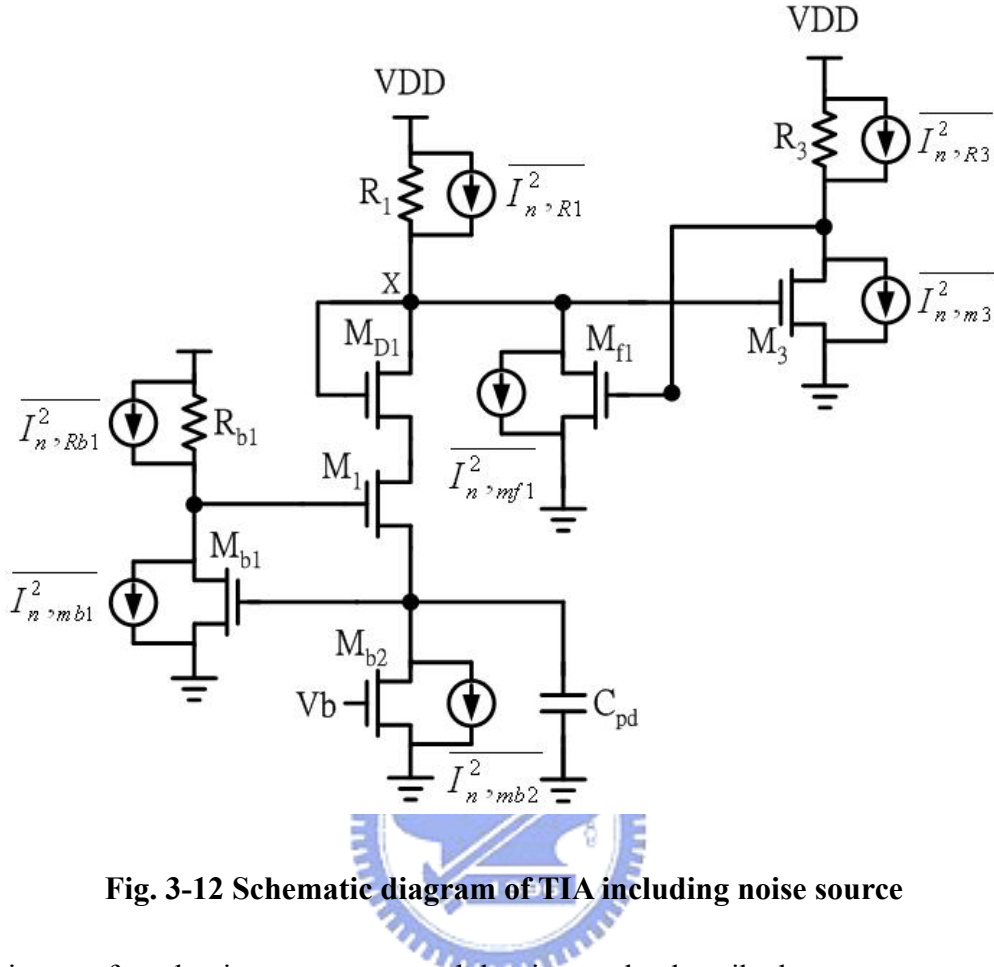 VDD
VDD
R3
I²n,R3
R1
I²n,R1
X
MD1
Mf1
M3
I²n,m3
I²n,Rb1
Rb1
M1
I²n,mf1
Mb1
I²n,mb1
Mb2
Vb
Cpd
I²n,mb2
Fig. 3-12 Schematic diagram of TIA including noise source